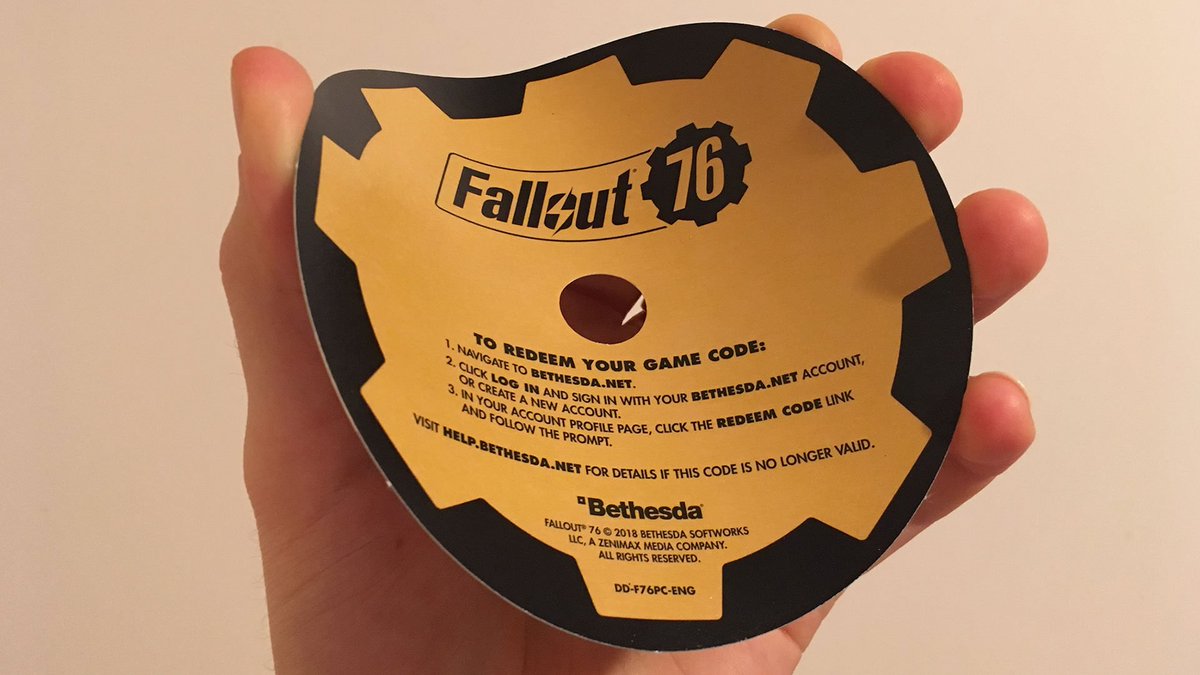 Fallout 76
TO REDEEM YOUR GAME CODE:
1. NAVIGATE TO BETHESDA.NET.
2. CLICK LOG IN AND SIGN IN WITH YOUR BETHESDA.NET ACCOUNT,
OR CREATE A NEW ACCOUNT.
3. IN YOUR ACCOUNT PROFILE PAGE, CLICK THE REDEEM CODE LINK
AND FOLLOW THE PROMPT.
VISIT HELP.BETHESDA.NET FOR DETAILS IF THIS CODE IS NO LONGER VALID.
Bethesda®
FALLOUT® 76 © 2018 BETHESDA SOFTWORKS
LLC, A ZENIMAX MEDIA COMPANY.
ALL RIGHTS RESERVED.
DD-F76PC-ENG